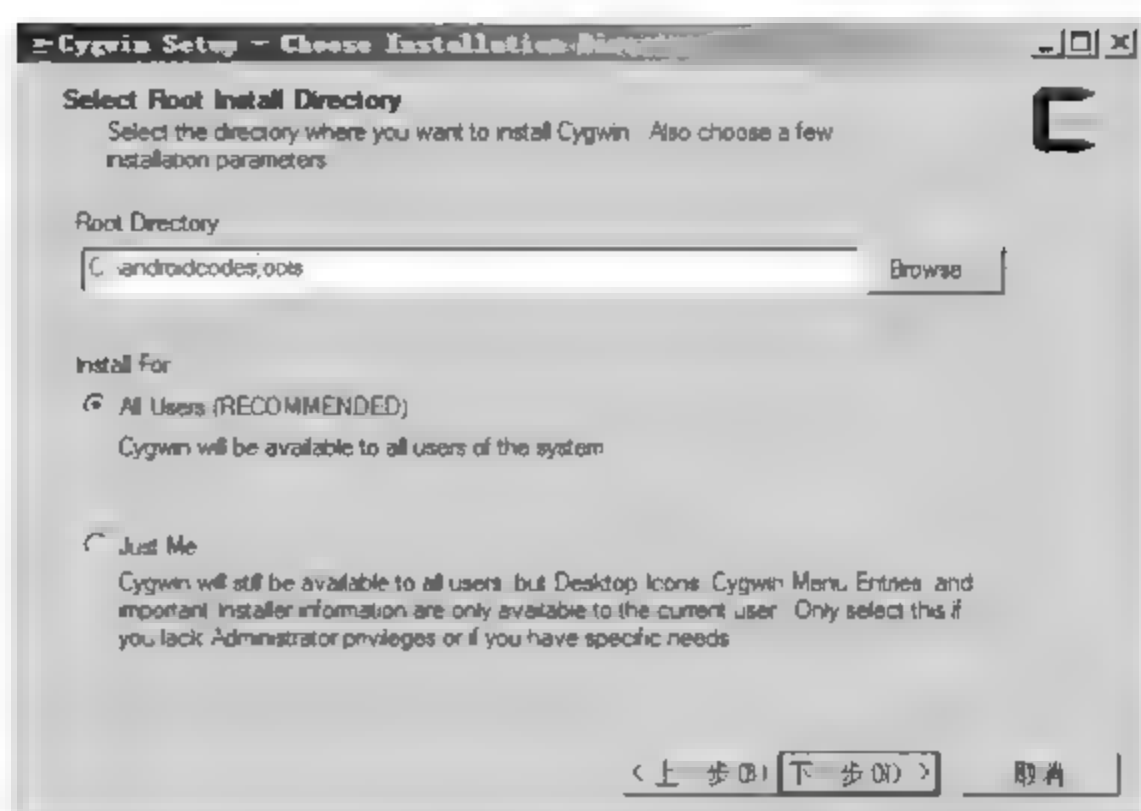 Cygwin Setup - Choose Installation
Select Root Install Directory
Select the directory where you want to install Cygwin Also choose a few
installation parameters
Root Directory
Browse
Install For
All Users (RECOMMENDED)
Cygwin will be available to all users of the system
Just Me
Cygwin will still be available to all users but Desktop Icons Cygwin Menu Entries and
important installer information are only available to the current user Only select this if
you lack Administrator privileges or if you have specific needs
< 上一步(B) 下一步(N) > 取消